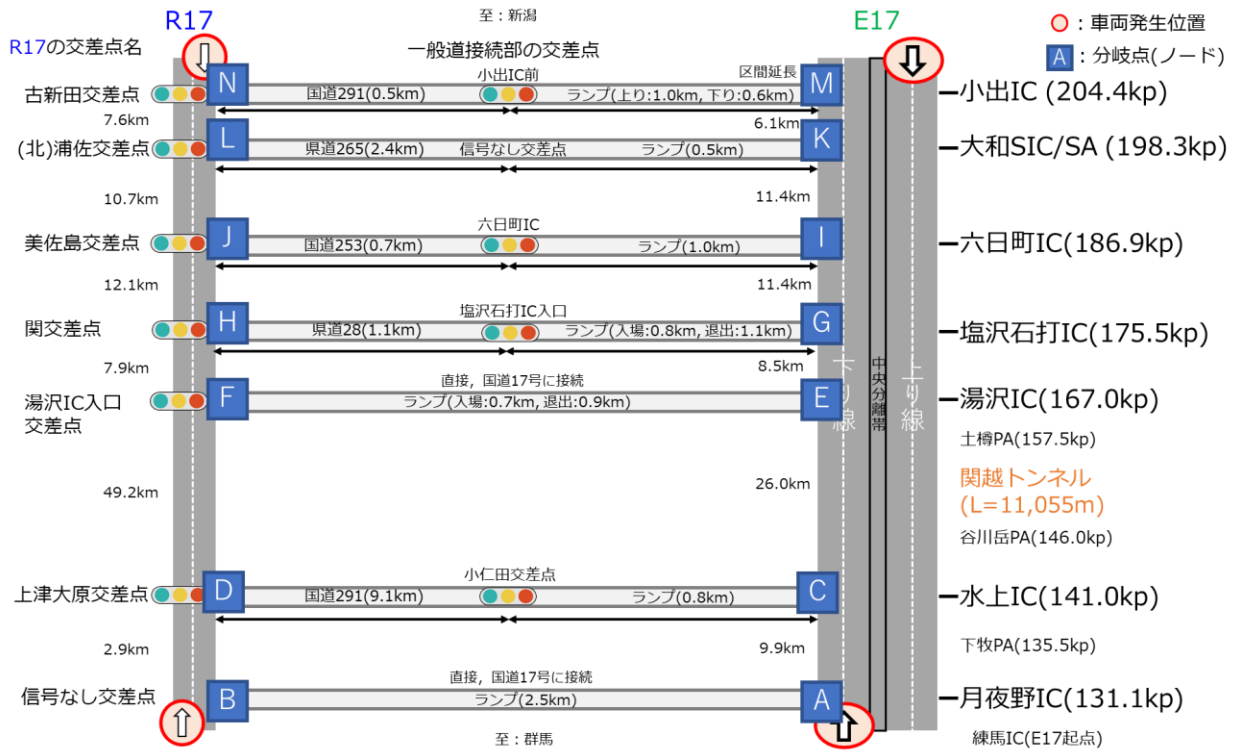 R17
至：新潟
E17
：車両発生位置
R17の交差点名
一般道接続部の交差点
A：分岐点(ノード)
小出IC前
区間延長
N
M
古新田交差点
国道291(0.5km)
ランプ(上り:1.0km, 下り:0.6km)
小出IC (204.4kp)
7.6km
6.1km
(北)浦佐交差点
L
県道265(2.4km)
信号なし交差点
ランプ(0.5km)
K
大和SIC/SA (198.3kp)
10.7km
11.4km
六日町IC
美佐島交差点
J
国道253(0.7km)
ランプ(1.0km)
I
六日町IC(186.9kp)
12.1km
11.4km
塩沢石打IC入口
関交差点
H
県道28(1.1km)
ランプ(入場:0.8km, 退出:1.1km)
G
塩沢石打IC(175.5kp)
7.9km
8.5km
下り線
中央分離帯
上り線
直接，国道17号に接続
湯沢IC入口
交差点
F
ランプ(入場:0.7km, 退出:0.9km)
E
湯沢IC(167.0kp)
土樽PA(157.5kp)
49.2km
26.0km
関越トンネル
(L=11,055m)
谷川岳PA(146.0kp)
小仁田交差点
上津大原交差点
D
国道291(9.1km)
ランプ(0.8km)
C
水上IC(141.0kp)
2.9km
9.9km
下牧PA(135.5kp)
直接，国道17号に接続
信号なし交差点
B
ランプ(2.5km)
A
月夜野IC(131.1kp)
至：群馬
練馬IC(E17起点)